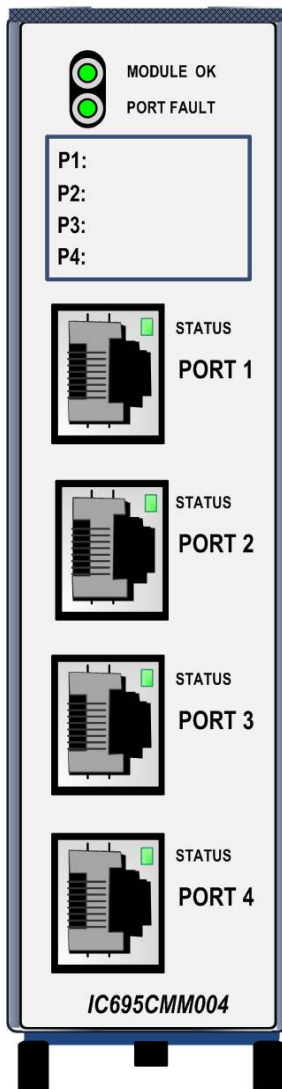 MODULE OK
PORT FAULT
P1:
P2:
P3:
P4:
STATUS
PORT 1
STATUS
PORT 2
STATUS
PORT 3
STATUS
PORT 4
IC695CMM004